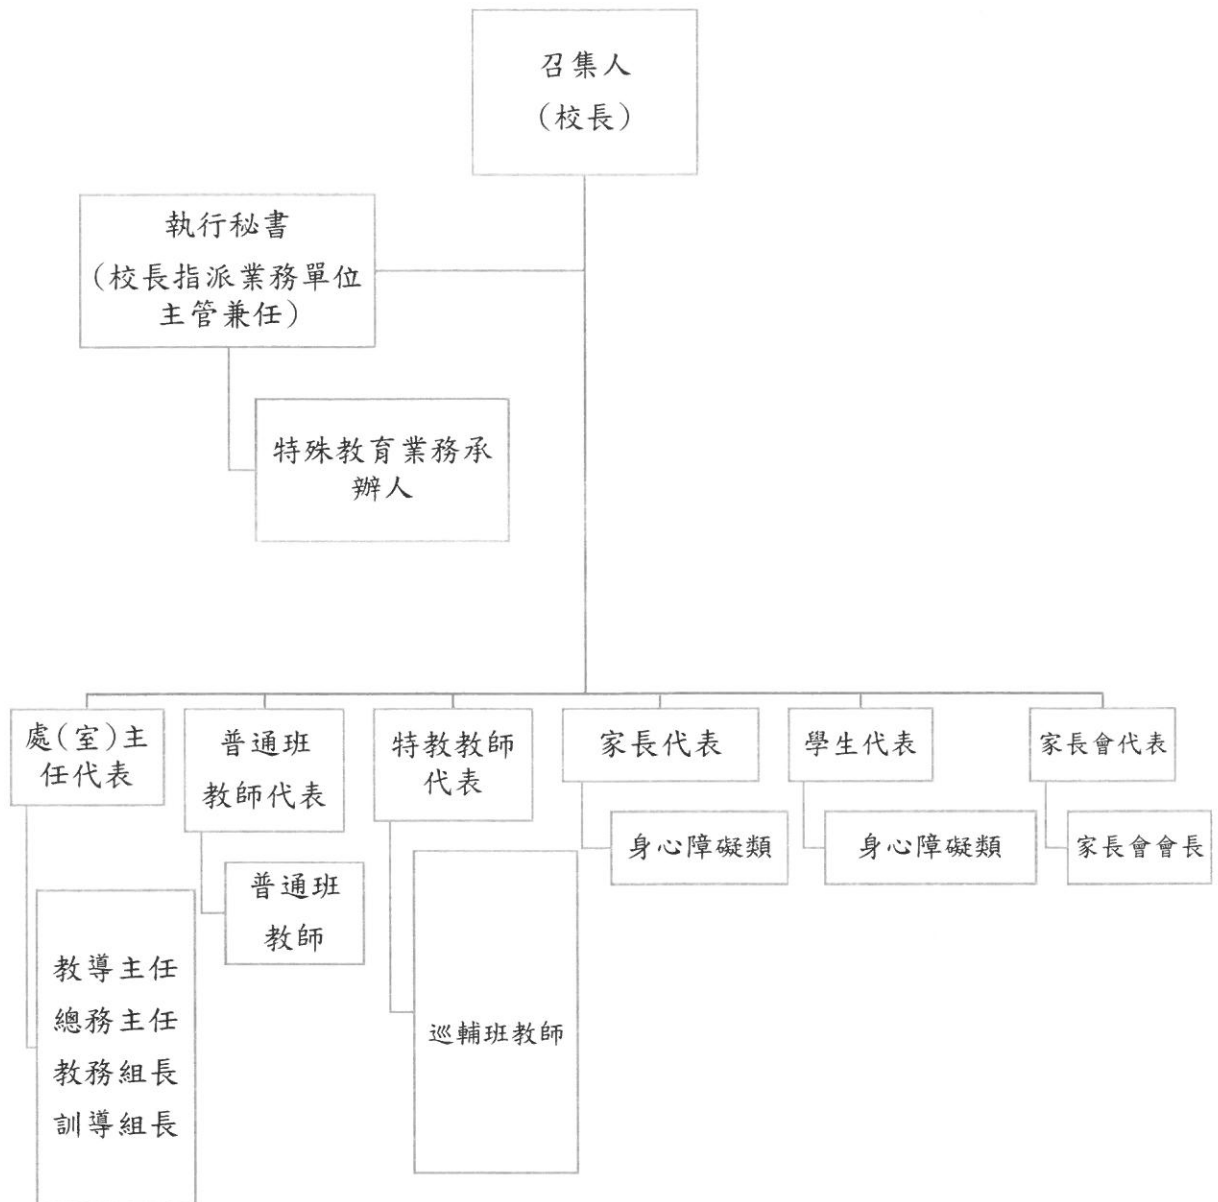 召集人
(校長)
執行秘書
(校長指派業務單位
主管兼任)
特殊教育業務承
辦人
處(室)主
任代表
普通班
教師代表
特教教師
代表
家長代表
學生代表
家長會代表
身心障礙類
身心障礙類
家長會會長
普通班
教師
教導主任
總務主任
教務組長
訓導組長
巡輔班教師